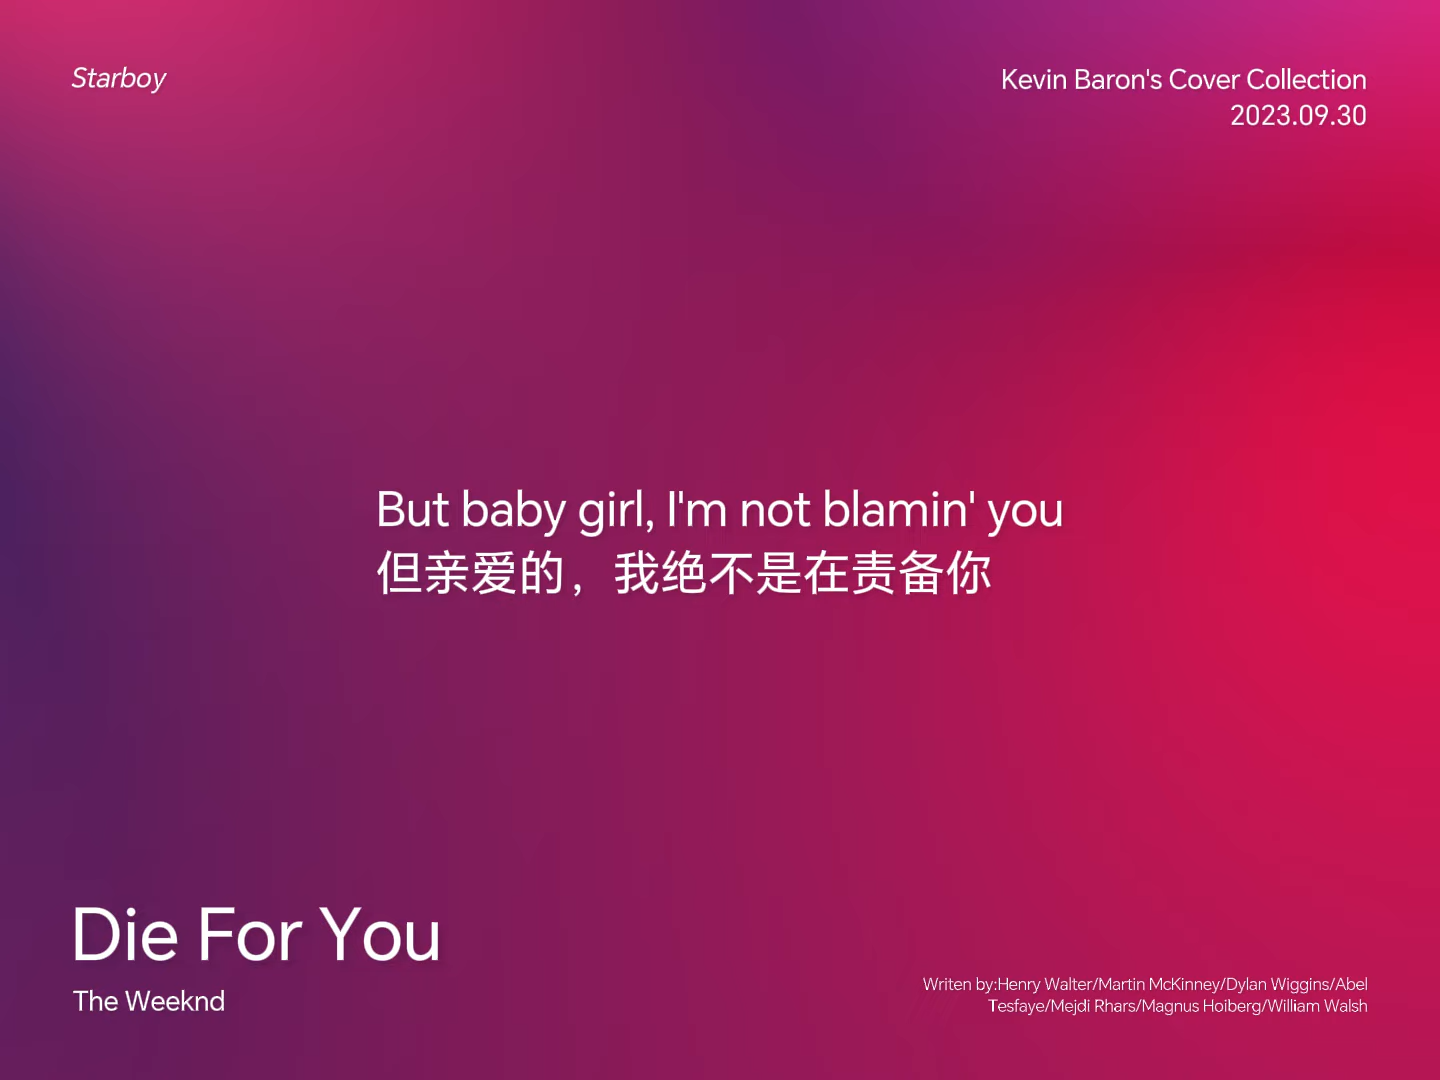 Starboy
Kevin Baron's Cover Collection
2023.09.30
But baby girl, I'm not blamin' you
但亲爱的，我绝不是在责备你
Die For You
The Weeknd
Writen by:Henry Walter/Martin McKinney/Dylan Wiggins/Abel
Tesfaye/Mejdi Rhars/Magnus Hoiberg/William Walsh